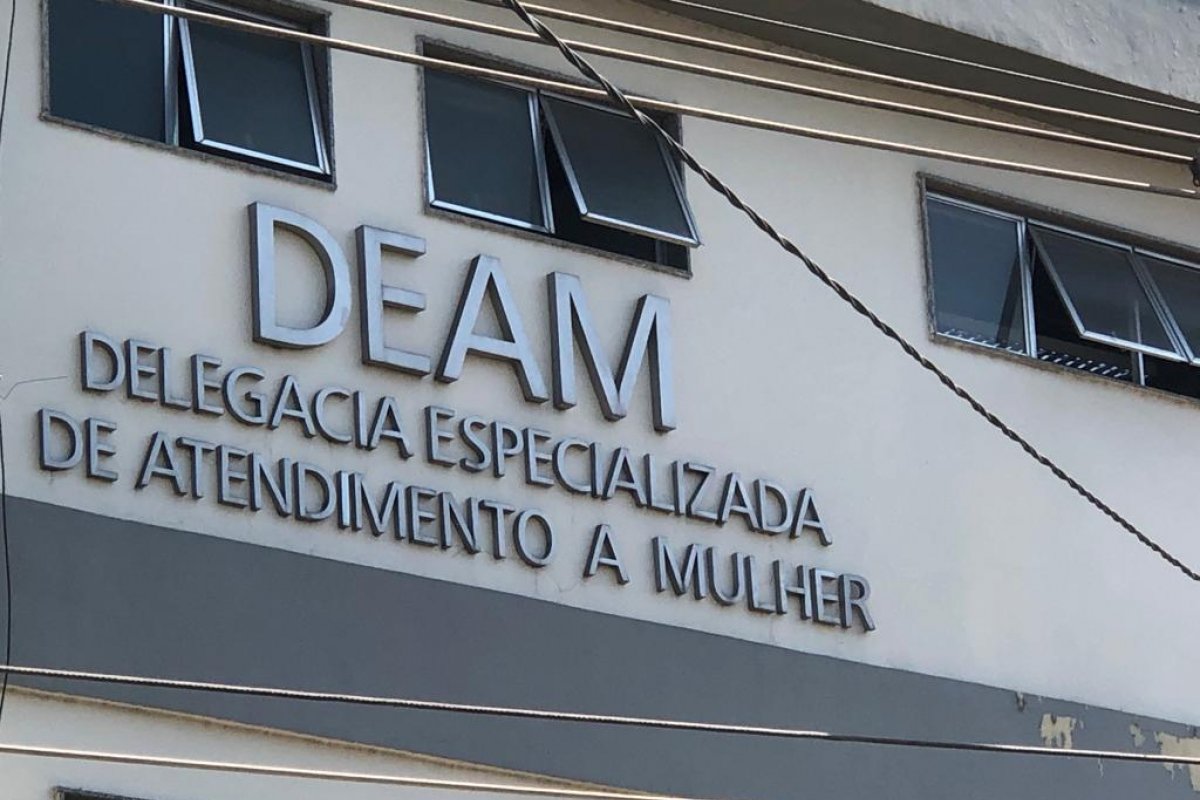 DEAM
DELEGACIA ESPECIALIZADA
DE ATENDIMENTO A MULHER